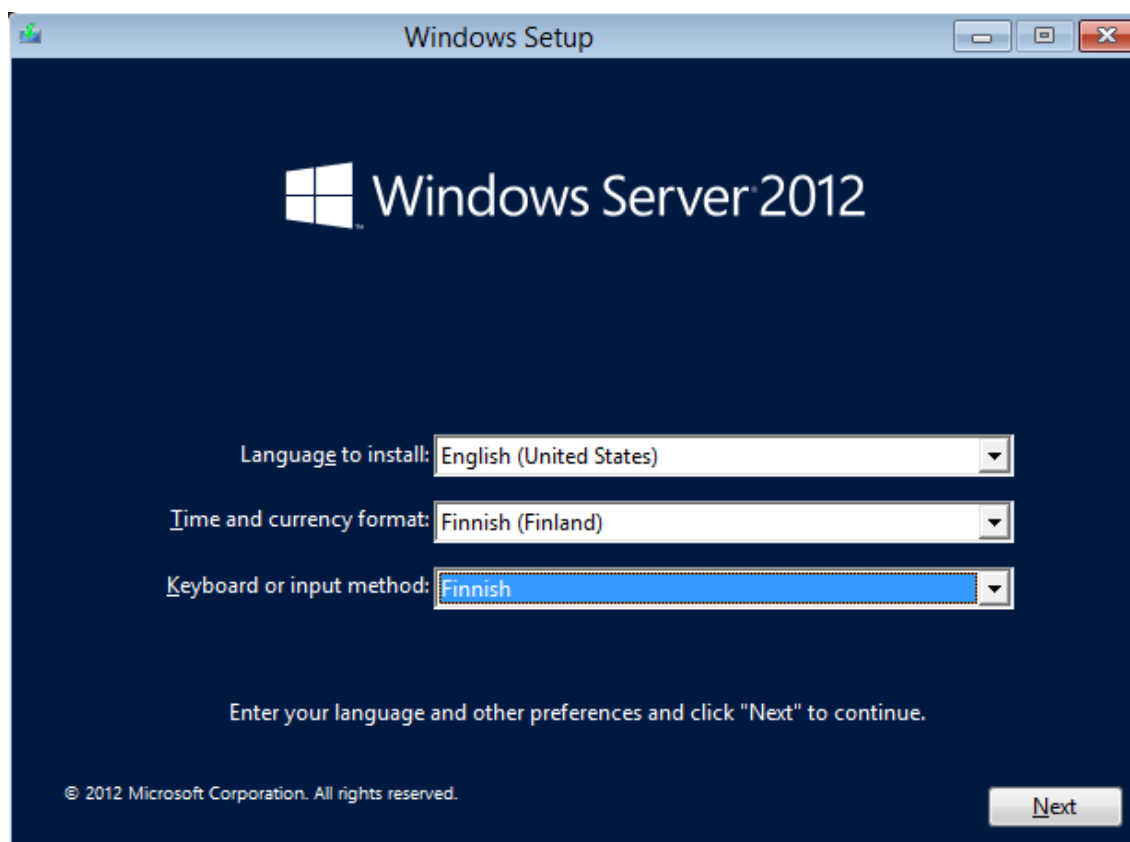 Windows Setup
Windows Server 2012
Language to install: English (United States)
Time and currency format: Finnish (Finland)
Keyboard or input method: Finnish
Enter your language and other preferences and click "Next" to continue.
© 2012 Microsoft Corporation. All rights reserved.
Next